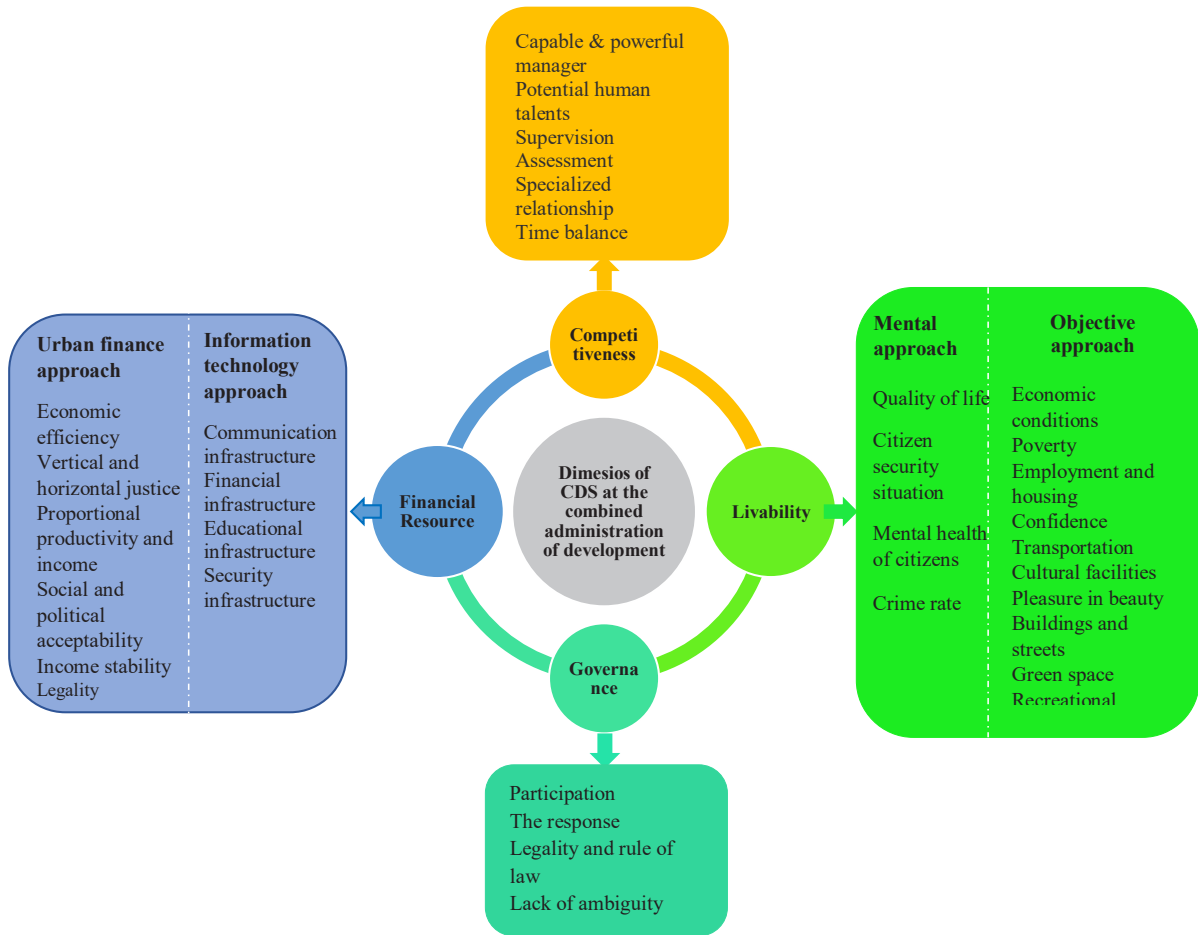 Capable & powerful
manager
Potential human
talents
Supervision
Assessment
Specialized
relationship
Time balance
Competi
tiveness
Urban finance
approach
Economic
efficiency
Vertical and
horizontal justice
Proportional
productivity and
income
Social and
political
acceptability
Income stability
Legality
Information
technology
approach
Communication
infrastructure
Financial
infrastructure
Educational
infrastructure
Security
infrastructure
Financial
Resource
Dimesios of
CDS at the
combined
administration
of development
Livability
Mental
approach
Quality of life
Citizen
security
situation
Mental health
of citizens
Crime rate
Objective
approach
Economic
conditions
Poverty
Employment and
housing
Confidence
Transportation
Cultural facilities
Pleasure in beauty
Buildings and
streets
Green space
Recreational
Governa
nce
Participation
The response
Legality and rule of
law
Lack of ambiguity